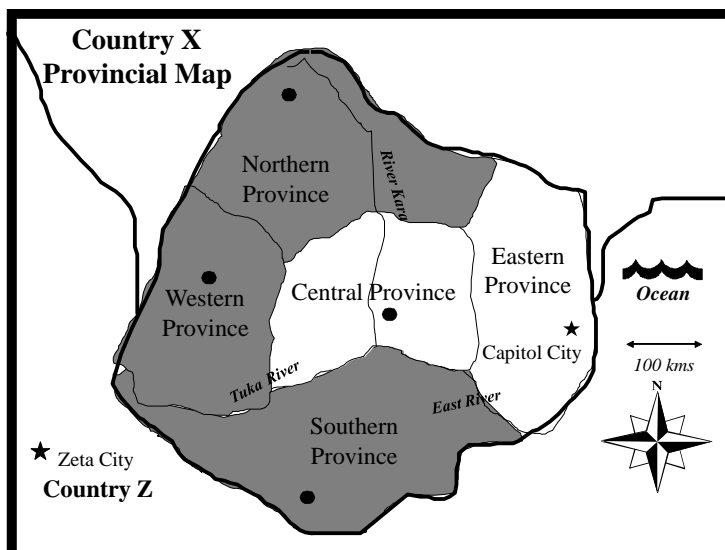 Country X
Provincial Map
Northern
Province
River Kara
Eastern
Province
Western
Province
Central Province
Ocean
Capitol City
100 kms
Tuka River
East River
N
Southern
Province
Zeta City
Country Z